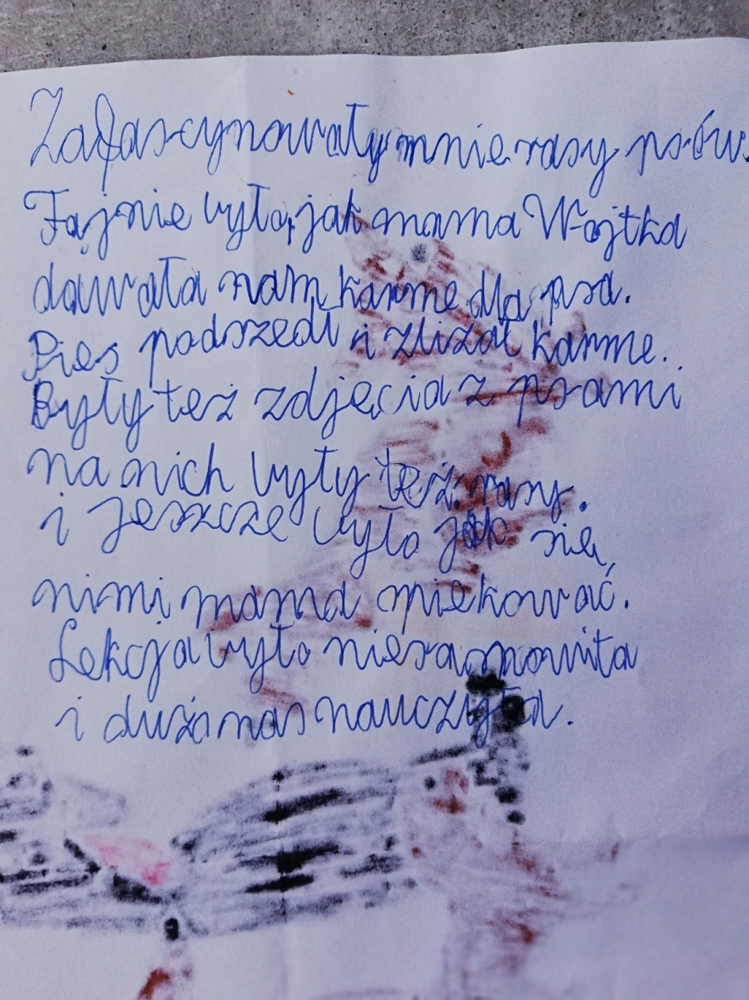 Zafascynowały mnie rasy psów.
Fajnie było, jak mama Wojtka
dawała nam karme dla psa.
Pies podszedł i zlizał karme.
Były też zdjęcia z psami
na nich były też rasy.
i jeszcze było jak się
nimi mama opiekować.
Lekcja było niesamowita
i dużo nas nauczyła.